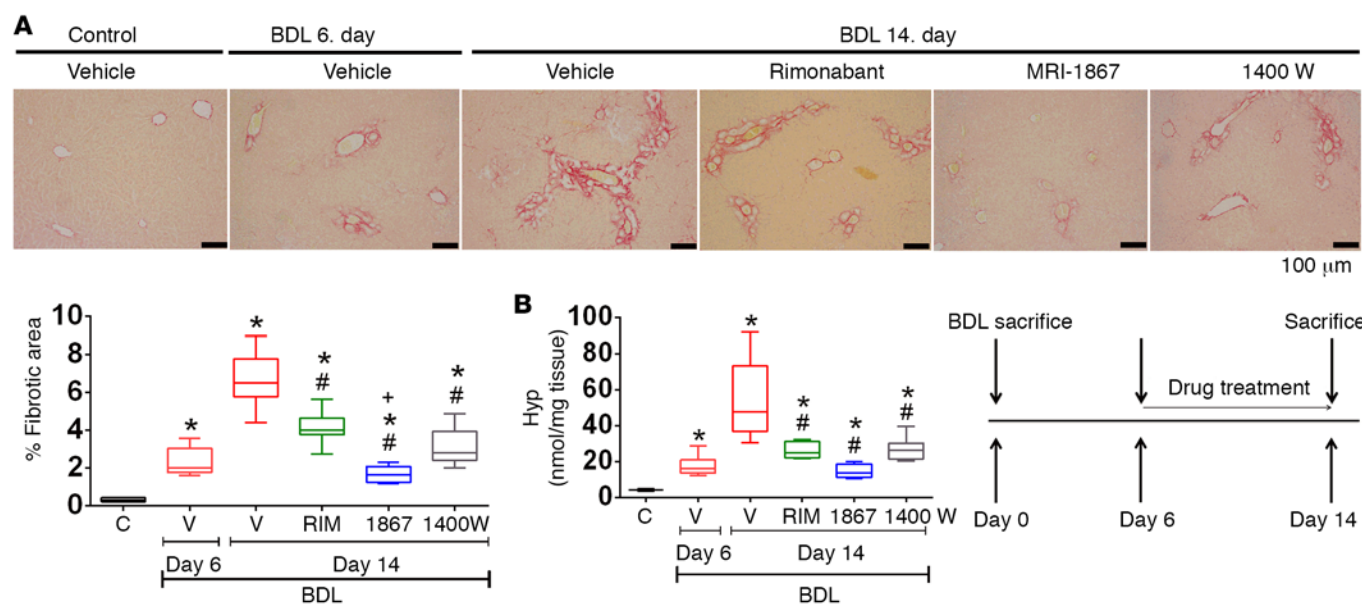 A
Control
BDL 6. day
BDL 14. day
Vehicle
Vehicle
Vehicle
Rimonabant
MRI-1867
1400 W
100 μm
% Fibrotic area
10
8
6
4
2
0
*
*
*
#
+
*
#
*
#
C
V
V
RIM
1867
1400W
Day 6
Day 14
BDL
B
Hyp
(nmol/mg tissue)
100
80
60
40
20
0
*
*
*
#
*
#
*
#
C
V
V
RIM
1867
1400 W
Day 6
Day 14
BDL
BDL sacrifice
Sacrifice
Drug treatment
Day 0
Day 6
Day 14